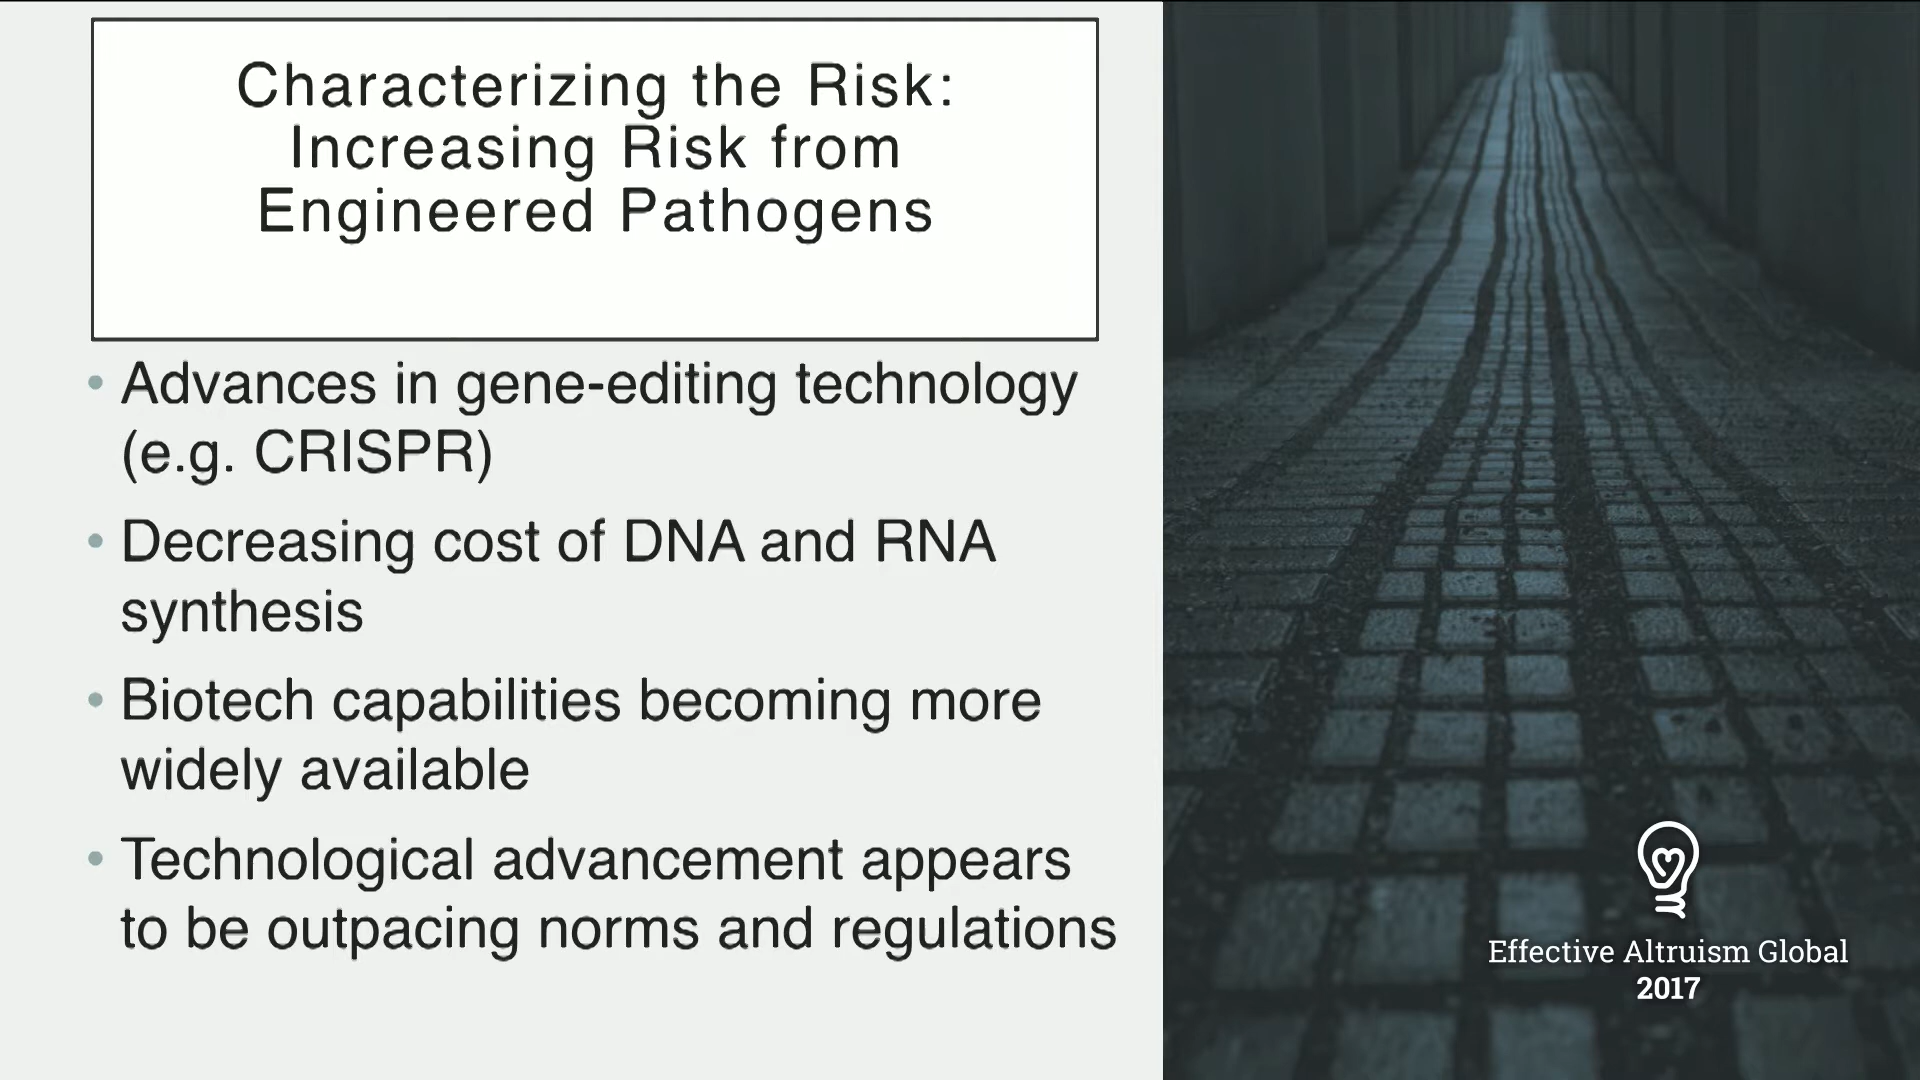 Characterizing the Risk:
Increasing Risk from
Engineered Pathogens
• Advances in gene-editing technology
(e.g. CRISPR)
• Decreasing cost of DNA and RNA
synthesis
• Biotech capabilities becoming more
widely available
• Technological advancement appears
to be outpacing norms and regulations
Effective Altruism Global
2017